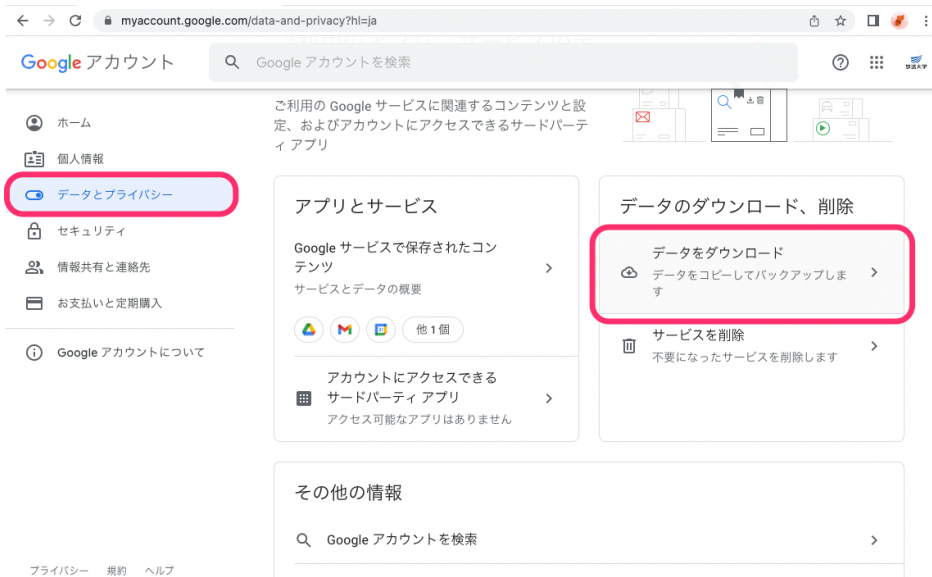 myaccount.google.com/data-and-privacy?hl=ja
Google アカウント
Google アカウントを検索
放送大学
ホーム
個人情報
データとプライバシー
セキュリティ
情報共有と連絡先
お支払いと定期購入
Google アカウントについて
プライバシー 規約 ヘルプ
ご利用の Google サービスに関連するコンテンツと設
定、およびアカウントにアクセスできるサードパーテ
ィ アプリ
アプリとサービス
Google サービスで保存されたコン
テンツ
サービスとデータの概要
他 1 個
アカウントにアクセスできる
サードパーティ アプリ
アクセス可能なアプリはありません
データのダウンロード、削除
データをダウンロード
データをコピーしてバックアップしま
す
サービスを削除
不要になったサービスを削除します
その他の情報
Google アカウントを検索